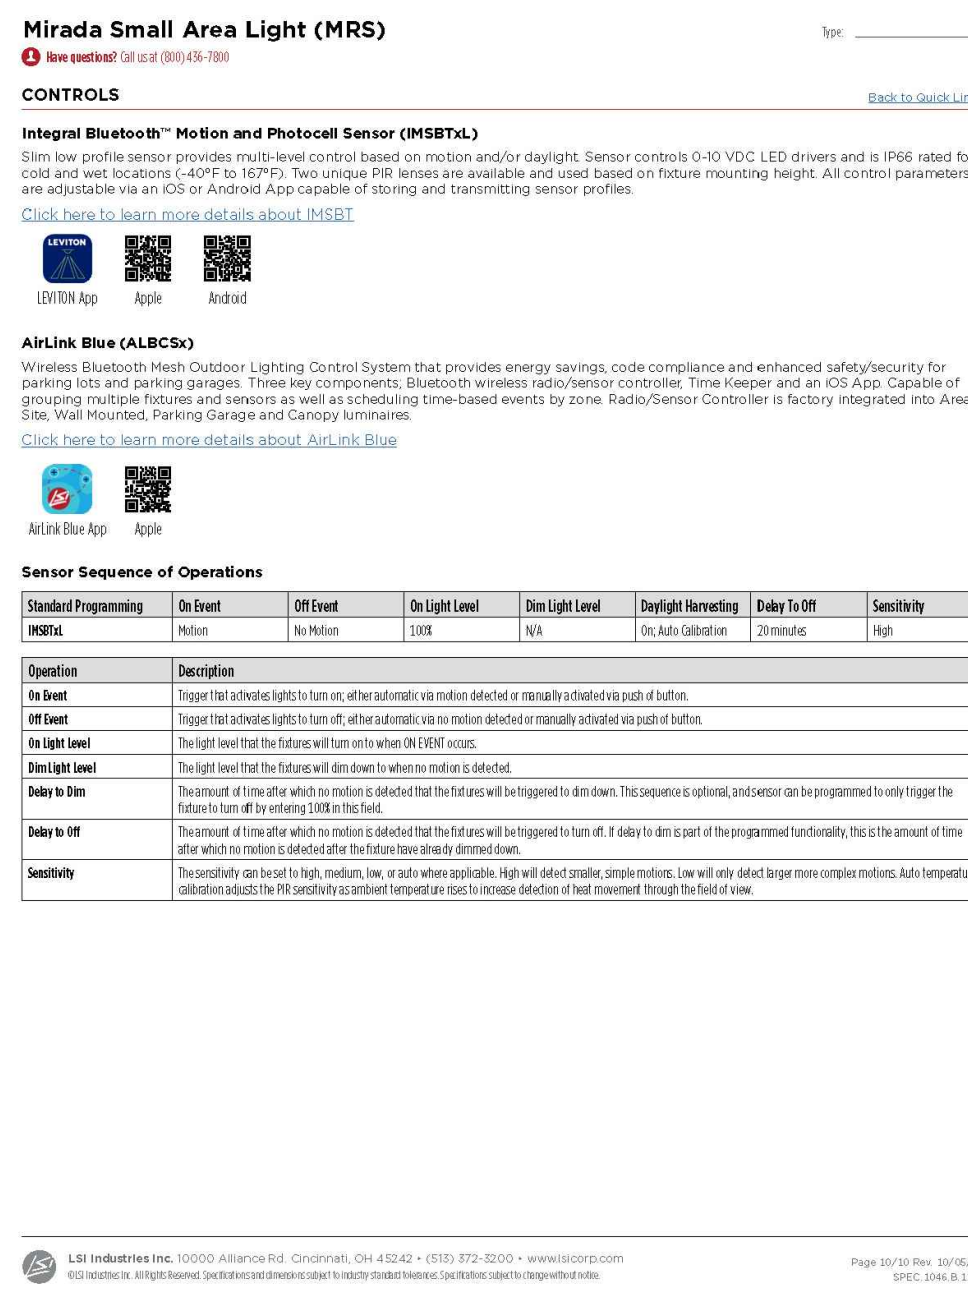 Mirada Small Area Light (MRS)
Type:
Have questions? Call us at (800) 436-7800
CONTROLS
Back to Quick Lin
Integral Bluetooth™ Motion and Photocell Sensor (IMSBTxL)
Slim low profile sensor provides multi-level control based on motion and/or daylight. Sensor controls 0-10 VDC LED drivers and is IP66 rated fo
cold and wet locations (-40°F to 167°F). Two unique PIR lenses are available and used based on fixture mounting height. All control parameters
are adjustable via an iOS or Android App capable of storing and transmitting sensor profiles.
Click here to learn more details about IMSBT
LEVITON
LEVITON App Apple Android
AirLink Blue (ALBCSx)
Wireless Bluetooth Mesh Outdoor Lighting Control System that provides energy savings, code compliance and enhanced safety/security for
parking lots and parking garages. Three key components; Bluetooth wireless radio/sensor controller, Time Keeper and an iOS App. Capable of
grouping multiple fixtures and sensors as well as scheduling time-based events by zone. Radio/Sensor Controller is factory integrated into Area
Site, Wall Mounted, Parking Garage and Canopy luminaires.
Click here to learn more details about AirLink Blue
LSI
AirLink Blue App Apple
Sensor Sequence of Operations
Standard Programming On Event Off Event On Light Level Dim Light Level Daylight Harvesting Delay To Off Sensitivity
IMSBTxL Motion No Motion 100% N/A On; Auto Calibration 20 minutes High
Operation Description
On Event Trigger that activates lights to turn on; either automatic via motion detected or manually activated via push of button.
Off Event Trigger that activates lights to turn off; either automatic via no motion detected or manually activated via push of button.
On Light Level The light level that the fixtures will turn on to when ON EVENT occurs.
Dim Light Level The light level that the fixtures will dim down to when no motion is detected.
Delay to Dim The amount of time after which no motion is detected that the fixtures will be triggered to dim down. This sequence is optional, and sensor can be programmed to only trigger the
fixture to turn off by entering 100% in this field.
Delay to Off The amount of time after which no motion is detected that the fixtures will be triggered to turn off. If delay to dim is part of the programmed functionality, this is the amount of time
after which no motion is detected after the fixture have already dimmed down.
Sensitivity The sensitivity can be set to high, medium, low, or auto where applicable. High will detect smaller, simple motions. Low will only detect larger more complex motions. Auto temperatu
calibration adjusts the PIR sensitivity as ambient temperature rises to increase detection of heat movement through the field of view.
LSI LSI Industries Inc. 10000 Alliance Rd. Cincinnati, OH 45242 • (513) 372-3200 • www.lsicorp.com
©LSI Industries Inc. All Rights Reserved. Specifications and dimensions subject to industry standard tolerances. Specifications subject to change without notice.
Page 10/10 Rev. 10/05/
SPEC.1046.B.1